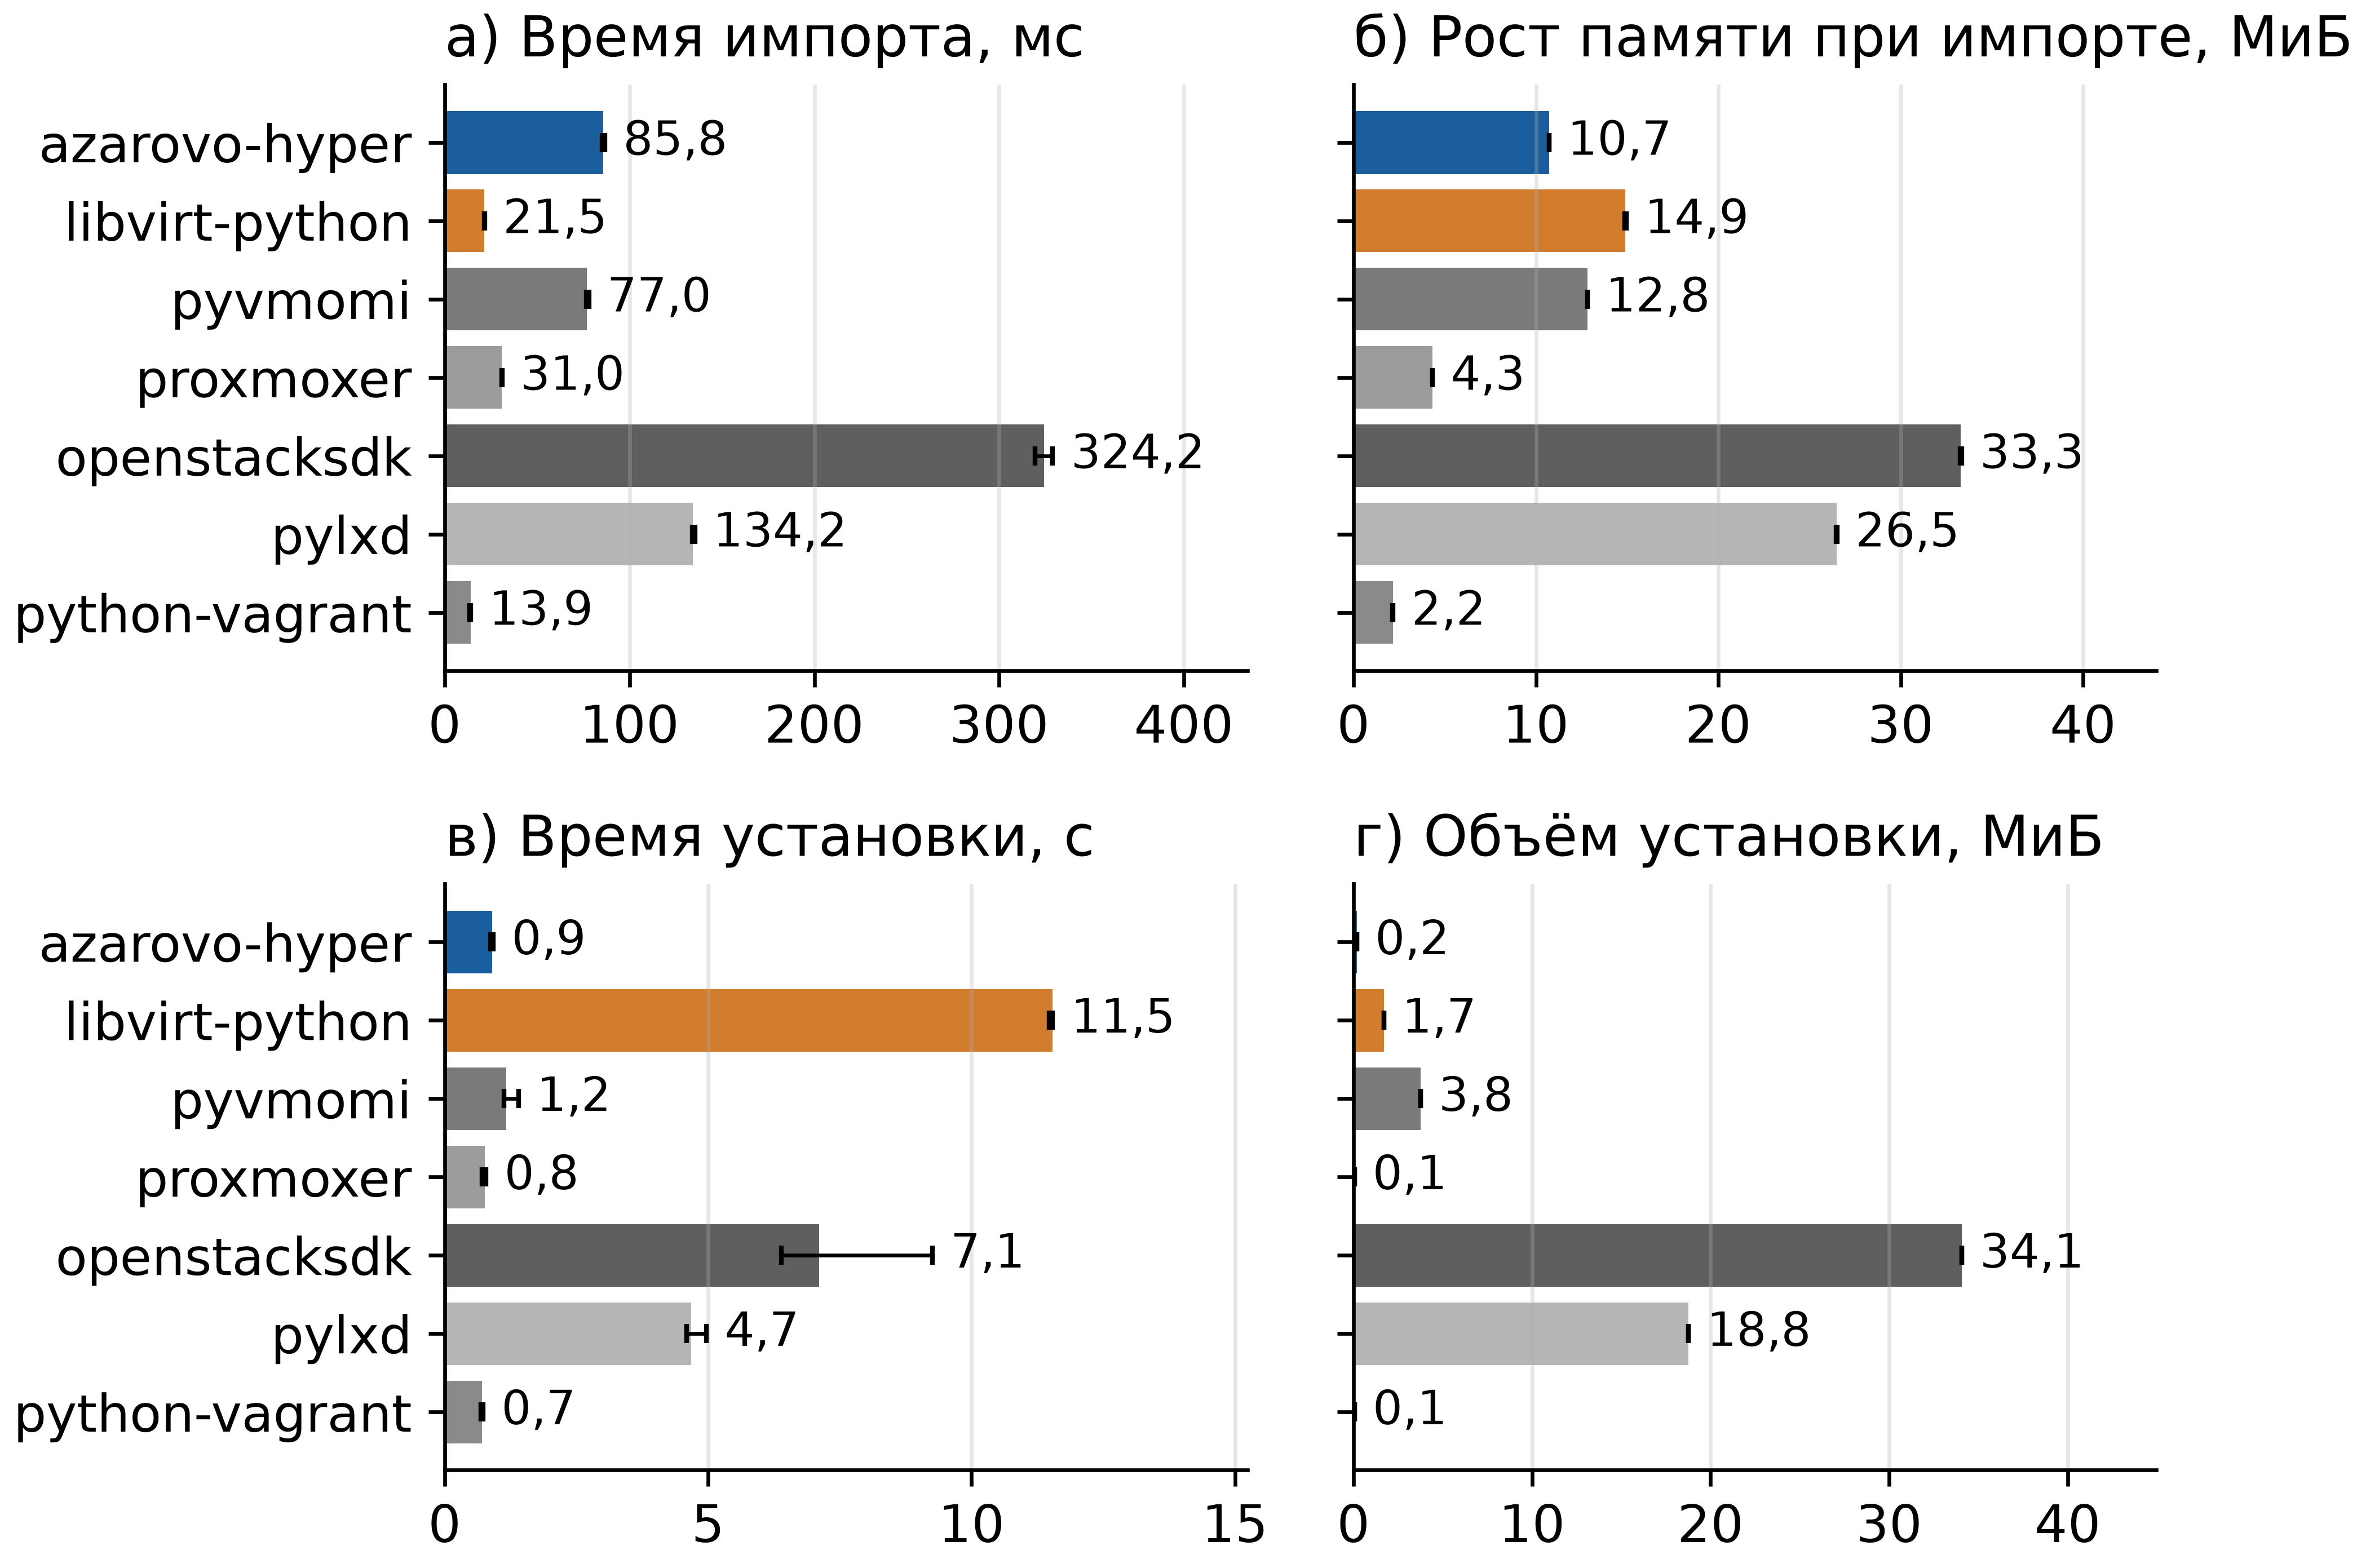 а) Время импорта, мс
azarovo-hyper 85,8
libvirt-python 21,5
pyvmomi 77,0
proxmoxer 31,0
openstacksdk 324,2
pylxd 134,2
python-vagrant 13,9
0 100 200 300 400
б) Рост памяти при импорте, МиБ
10,7
14,9
12,8
4,3
33,3
26,5
2,2
0 10 20 30 40
в) Время установки, с
azarovo-hyper 0,9
libvirt-python 11,5
pyvmomi 1,2
proxmoxer 0,8
openstacksdk 7,1
pylxd 4,7
python-vagrant 0,7
0 5 10 15
г) Объём установки, МиБ
0,2
1,7
3,8
0,1
34,1
18,8
0,1
0 10 20 30 40